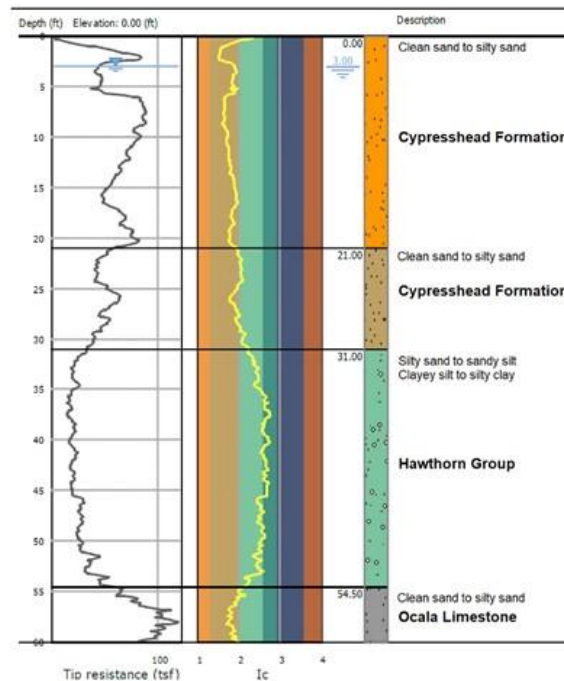 Depth (ft) Elevation: 0.00 (ft) Description
0
5
10
15
20
25
30
35
40
45
50
55
60
100
Tip resistance (tsf)
1 2 3 4
Ic
0.00
3.00
21.00
31.00
54.50
Clean sand to silty sand
Cypresshead Formation
Clean sand to silty sand
Cypresshead Formation
Silty sand to sandy silt
Clayey silt to silty clay
Hawthorn Group
Clean sand to silty sand
Ocala Limestone